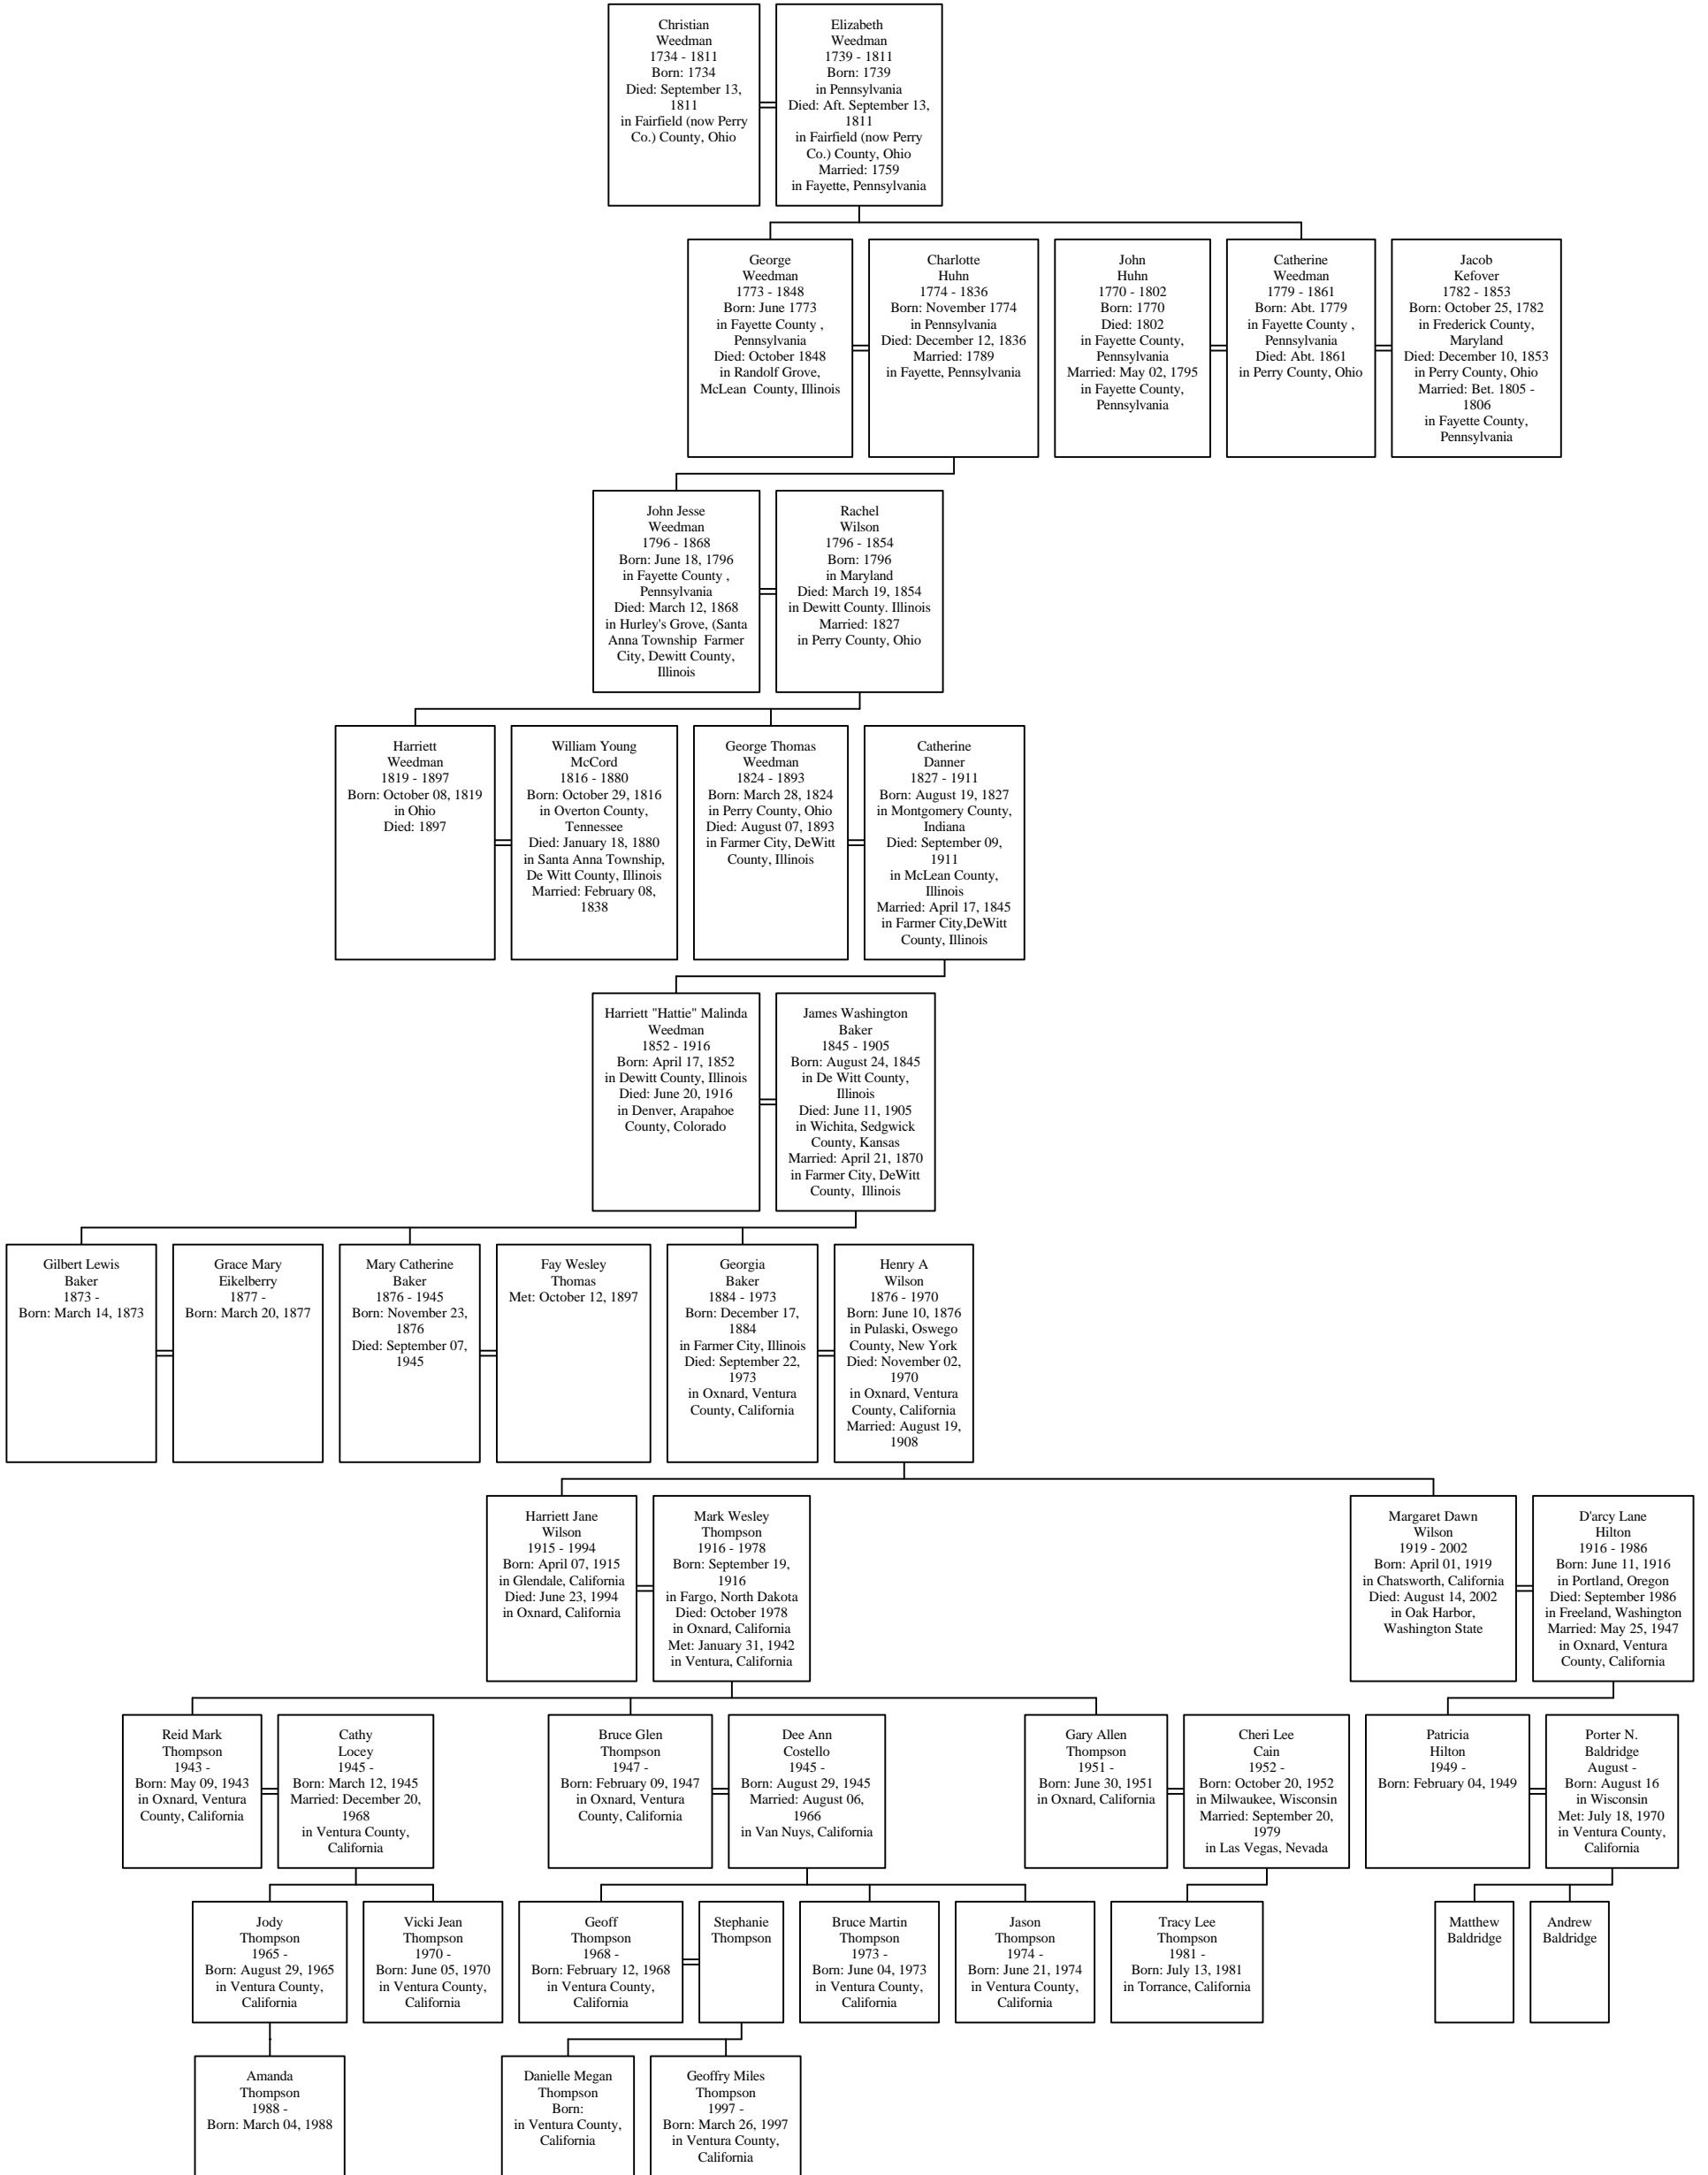 Christian
Weedman
1734 - 1811
Born: 1734
Died: September 13,
1811
in Fairfield (now Perry
Co.) County, Ohio
Elizabeth
Weedman
1739 - 1811
Born: 1739
in Pennsylvania
Died: Aft. September 13,
1811
in Fairfield (now Perry
Co.) County, Ohio
Married: 1759
in Fayette, Pennsylvania
George
Weedman
1773 - 1848
Born: June 1773
in Fayette County ,
Pennsylvania
Died: October 1848
in Randolf Grove,
McLean County, Illinois
Charlotte
Huhn
1774 - 1836
Born: November 1774
in Pennsylvania
Died: December 12, 1836
Married: 1789
in Fayette, Pennsylvania
John
Huhn
1770 - 1802
Born: 1770
Died: 1802
in Fayette County,
Pennsylvania
Married: May 02, 1795
in Fayette County,
Pennsylvania
Catherine
Weedman
1779 - 1861
Born: Abt. 1779
in Fayette County ,
Pennsylvania
Died: Abt. 1861
in Perry County, Ohio
Jacob
Kefover
1782 - 1853
Born: October 25, 1782
in Frederick County,
Maryland
Died: December 10, 1853
in Perry County, Ohio
Married: Bet. 1805 -
1806
in Fayette County,
Pennsylvania
John Jesse
Weedman
1796 - 1868
Born: June 18, 1796
in Fayette County ,
Pennsylvania
Died: March 12, 1868
in Hurley's Grove, (Santa
Anna Township Farmer
City, Dewitt County,
Illinois
Rachel
Wilson
1796 - 1854
Born: 1796
in Maryland
Died: March 19, 1854
in Dewitt County. Illinois
Married: 1827
in Perry County, Ohio
Harriett
Weedman
1819 - 1897
Born: October 08, 1819
in Ohio
Died: 1897
William Young
McCord
1816 - 1880
Born: October 29, 1816
in Overton County,
Tennessee
Died: January 18, 1880
in Santa Anna Township,
De Witt County, Illinois
Married: February 08,
1838
George Thomas
Weedman
1824 - 1893
Born: March 28, 1824
in Perry County, Ohio
Died: August 07, 1893
in Farmer City, DeWitt
County, Illinois
Catherine
Danner
1827 - 1911
Born: August 19, 1827
in Montgomery County,
Indiana
Died: September 09,
1911
in McLean County,
Illinois
Married: April 17, 1845
in Farmer City,DeWitt
County, Illinois
Harriett "Hattie" Malinda
Weedman
1852 - 1916
Born: April 17, 1852
in Dewitt County, Illinois
Died: June 20, 1916
in Denver, Arapahoe
County, Colorado
James Washington
Baker
1845 - 1905
Born: August 24, 1845
in De Witt County,
Illinois
Died: June 11, 1905
in Wichita, Sedgwick
County, Kansas
Married: April 21, 1870
in Farmer City, DeWitt
County, Illinois
Gilbert Lewis
Baker
1873 -
Born: March 14, 1873
Grace Mary
Eikelberry
1877 -
Born: March 20, 1877
Mary Catherine
Baker
1876 - 1945
Born: November 23,
1876
Died: September 07,
1945
Fay Wesley
Thomas
Met: October 12, 1897
Georgia
Baker
1884 - 1973
Born: December 17,
1884
in Farmer City, Illinois
Died: September 22,
1973
in Oxnard, Ventura
County, California
Henry A
Wilson
1876 - 1970
Born: June 10, 1876
in Pulaski, Oswego
County, New York
Died: November 02,
1970
in Oxnard, Ventura
County, California
Married: August 19,
1908
Harriett Jane
Wilson
1915 - 1994
Born: April 07, 1915
in Glendale, California
Died: June 23, 1994
in Oxnard, California
Mark Wesley
Thompson
1916 - 1978
Born: September 19,
1916
in Fargo, North Dakota
Died: October 1978
in Oxnard, California
Met: January 31, 1942
in Ventura, California
Margaret Dawn
Wilson
1919 - 2002
Born: April 01, 1919
in Chatsworth, California
Died: August 14, 2002
in Oak Harbor,
Washington State
D'arcy Lane
Hilton
1916 - 1986
Born: June 11, 1916
in Portland, Oregon
Died: September 1986
in Freeland, Washington
Married: May 25, 1947
in Oxnard, Ventura
County, California
Reid Mark
Thompson
1943 -
Born: May 09, 1943
in Oxnard, Ventura
County, California
Cathy
Locey
1945 -
Born: March 12, 1945
Married: December 20,
1968
in Ventura County,
California
Bruce Glen
Thompson
1947 -
Born: February 09, 1947
in Oxnard, Ventura
County, California
Dee Ann
Costello
1945 -
Born: August 29, 1945
Married: August 06,
1966
in Van Nuys, California
Gary Allen
Thompson
1951 -
Born: June 30, 1951
in Oxnard, California
Cheri Lee
Cain
1952 -
Born: October 20, 1952
in Milwaukee, Wisconsin
Married: September 20,
1979
in Las Vegas, Nevada
Patricia
Hilton
1949 -
Born: February 04, 1949
Porter N.
Baldridge
August -
Born: August 16
in Wisconsin
Met: July 18, 1970
in Ventura County,
California
Jody
Thompson
1965 -
Born: August 29, 1965
in Ventura County,
California
Vicki Jean
Thompson
1970 -
Born: June 05, 1970
in Ventura County,
California
Geoff
Thompson
1968 -
Born: February 12, 1968
in Ventura County,
California
Stephanie
Thompson
Bruce Martin
Thompson
1973 -
Born: June 04, 1973
in Ventura County,
California
Jason
Thompson
1974 -
Born: June 21, 1974
in Ventura County,
California
Tracy Lee
Thompson
1981 -
Born: July 13, 1981
in Torrance, California
Matthew
Baldridge
Andrew
Baldridge
Amanda
Thompson
1988 -
Born: March 04, 1988
Danielle Megan
Thompson
Born:
in Ventura County,
California
Geoffry Miles
Thompson
1997 -
Born: March 26, 1997
in Ventura County,
California